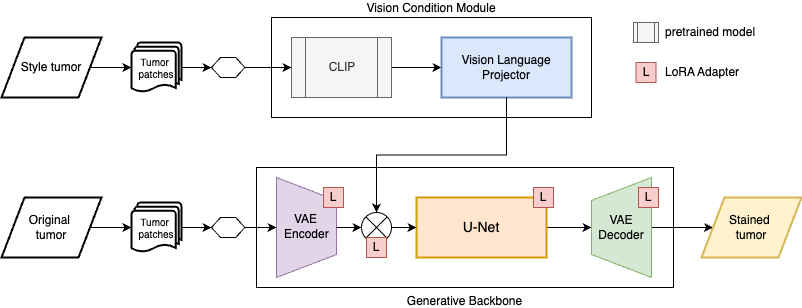 Vision Condition Module
Style tumor
Tumor
patches
CLIP
Vision Language
Projector
pretrained model
L
LoRA Adapter
Original
tumor
Tumor
patches
VAE
Encoder
L
L
U-Net
L
VAE
Decoder
L
Stained
tumor
Generative Backbone